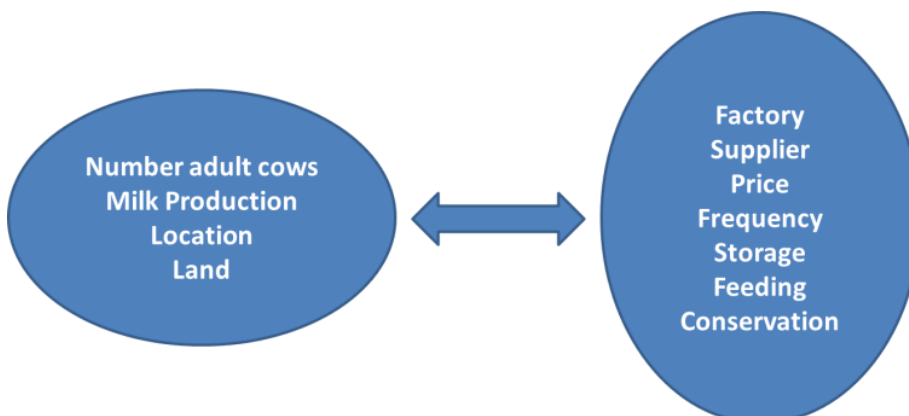 Number adult cows
Milk Production
Location
Land
Factory
Supplier
Price
Frequency
Storage
Feeding
Conservation